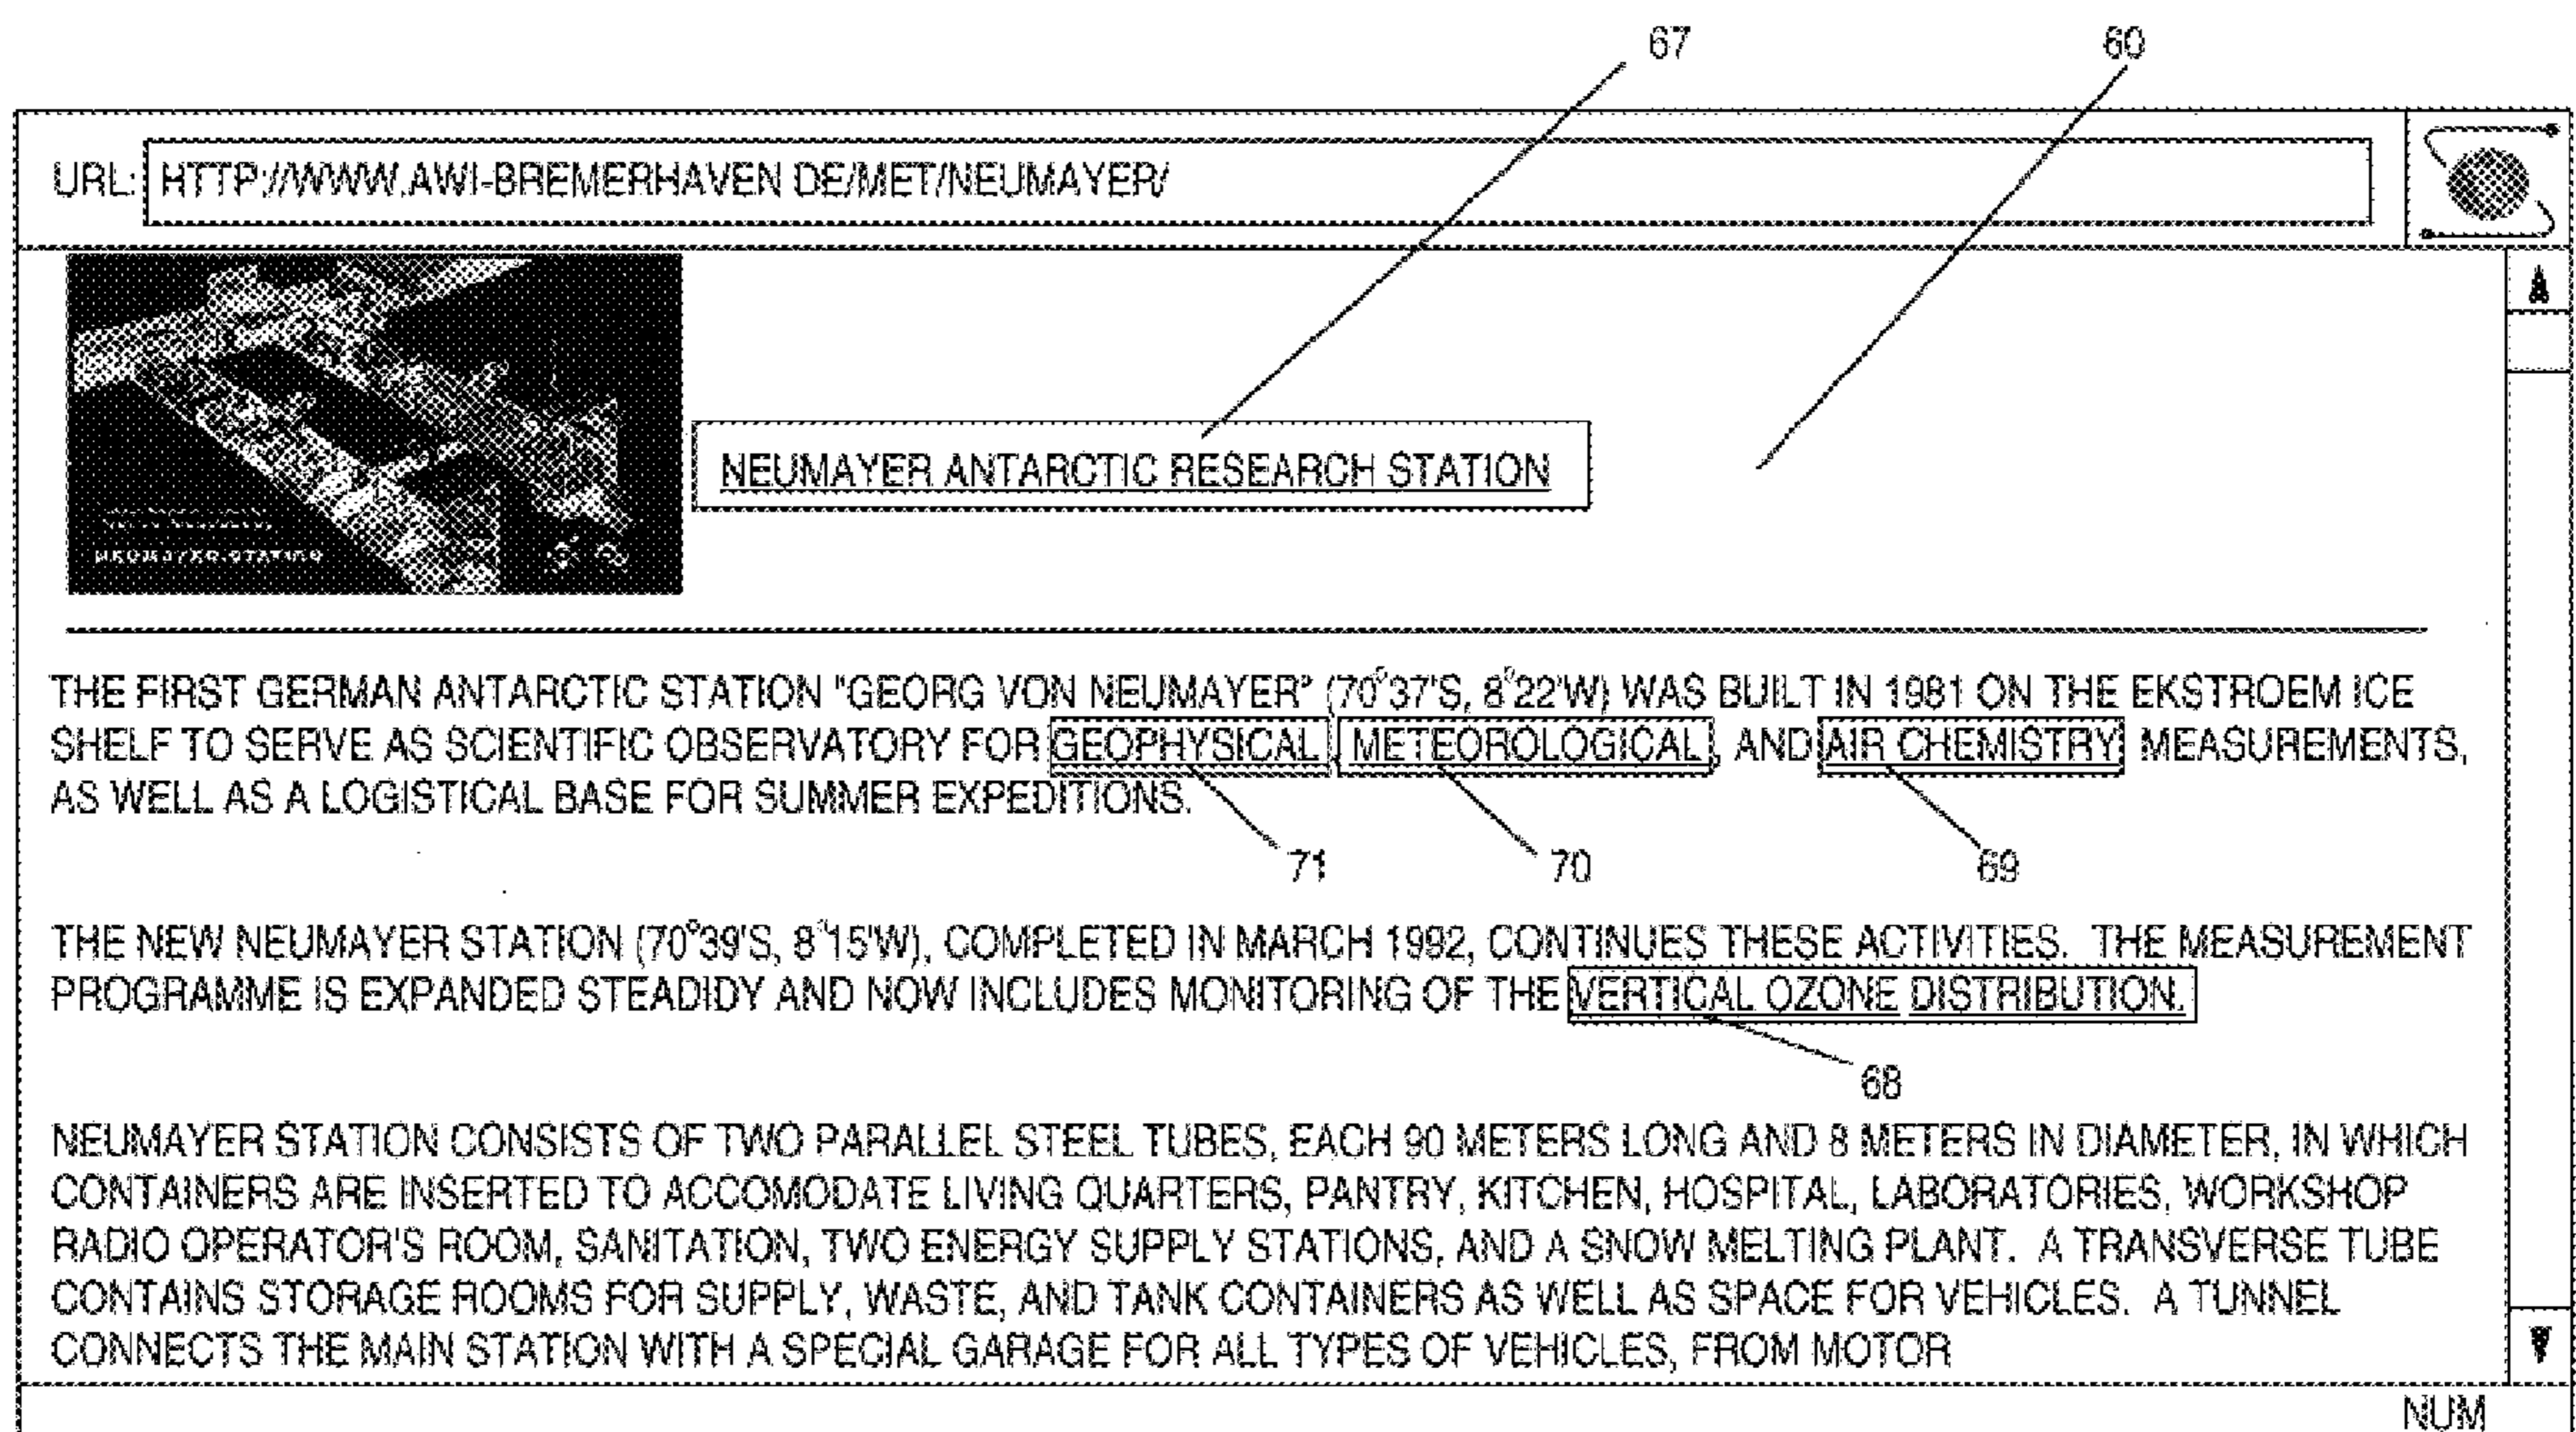 67 60
URL: HTTP://WWW.AWI-BREMERHAVEN DE/MET/NEUMAYER/
NEUMAYER ANTARCTIC RESEARCH STATION
NEUMAYER STATION
THE FIRST GERMAN ANTARCTIC STATION "GEORG VON NEUMAYER" (70°37'S, 8°22'W) WAS BUILT IN 1981 ON THE EKSTROEM ICE
SHELF TO SERVE AS SCIENTIFIC OBSERVATORY FOR GEOPHYSICAL, METEOROLOGICAL, AND AIR CHEMISTRY MEASUREMENTS,
AS WELL AS A LOGISTICAL BASE FOR SUMMER EXPEDITIONS.
71 70 69
THE NEW NEUMAYER STATION (70°39'S, 8°15'W), COMPLETED IN MARCH 1992, CONTINUES THESE ACTIVITIES. THE MEASUREMENT
PROGRAMME IS EXPANDED STEADIDY AND NOW INCLUDES MONITORING OF THE VERTICAL OZONE DISTRIBUTION.
68
NEUMAYER STATION CONSISTS OF TWO PARALLEL STEEL TUBES, EACH 90 METERS LONG AND 8 METERS IN DIAMETER, IN WHICH
CONTAINERS ARE INSERTED TO ACCOMODATE LIVING QUARTERS, PANTRY, KITCHEN, HOSPITAL, LABORATORIES, WORKSHOP
RADIO OPERATOR'S ROOM, SANITATION, TWO ENERGY SUPPLY STATIONS, AND A SNOW MELTING PLANT. A TRANSVERSE TUBE
CONTAINS STORAGE ROOMS FOR SUPPLY, WASTE, AND TANK CONTAINERS AS WELL AS SPACE FOR VEHICLES. A TUNNEL
CONNECTS THE MAIN STATION WITH A SPECIAL GARAGE FOR ALL TYPES OF VEHICLES, FROM MOTOR
NUM